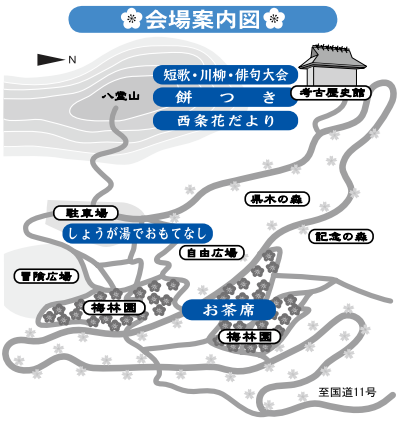 会場案内図
N
短歌・川柳・俳句大会
餅つき
西条花だより
八堂山
考古歴史館
県木の森
駐車場
しょうが湯でおもてなし
記念の森
自由広場
冒険広場
梅林園
お茶席
梅林園
至国道11号